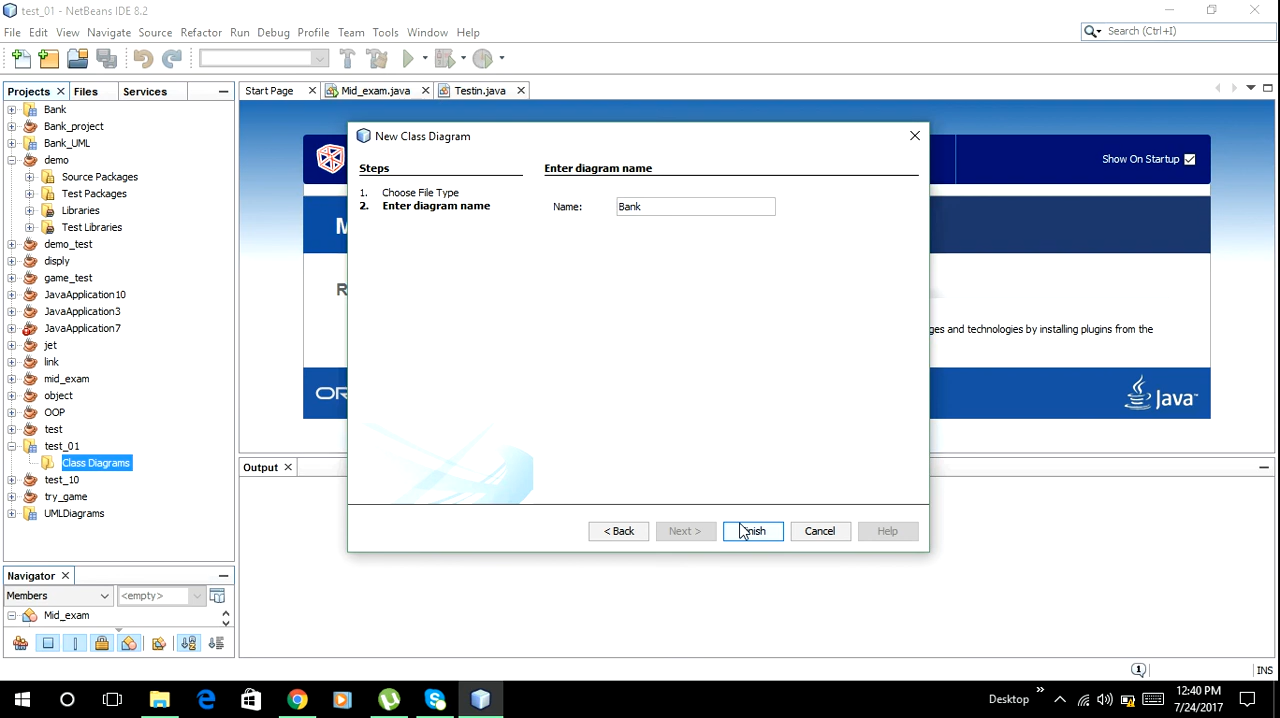 test_01 - NetBeans IDE 8.2
File Edit View Navigate Source Refactor Run Debug Profile Team Tools Window Help
Search (Ctrl+I)
Projects Files Services
Start Page Mid_exam.java Testin.java
Bank
Bank_project
Bank_UML
demo
Source Packages
Test Packages
Libraries
Test Libraries
demo_test
disply
game_test
JavaApplication10
JavaApplication3
JavaApplication7
jet
link
mid_exam
object
OOP
test
test_01
Class Diagrams
test_10
try_game
UMLDiagrams
New Class Diagram
Steps
1. Choose File Type
2. Enter diagram name
Enter diagram name
Name: Bank
< Back Next > Finish Cancel Help
Show On Startup
M
R
ges and technologies by installing plugins from the
OR
Java™
Output
Navigator
Members <empty>
Mid_exam
1 INS
Desktop
12:40 PM
7/24/2017